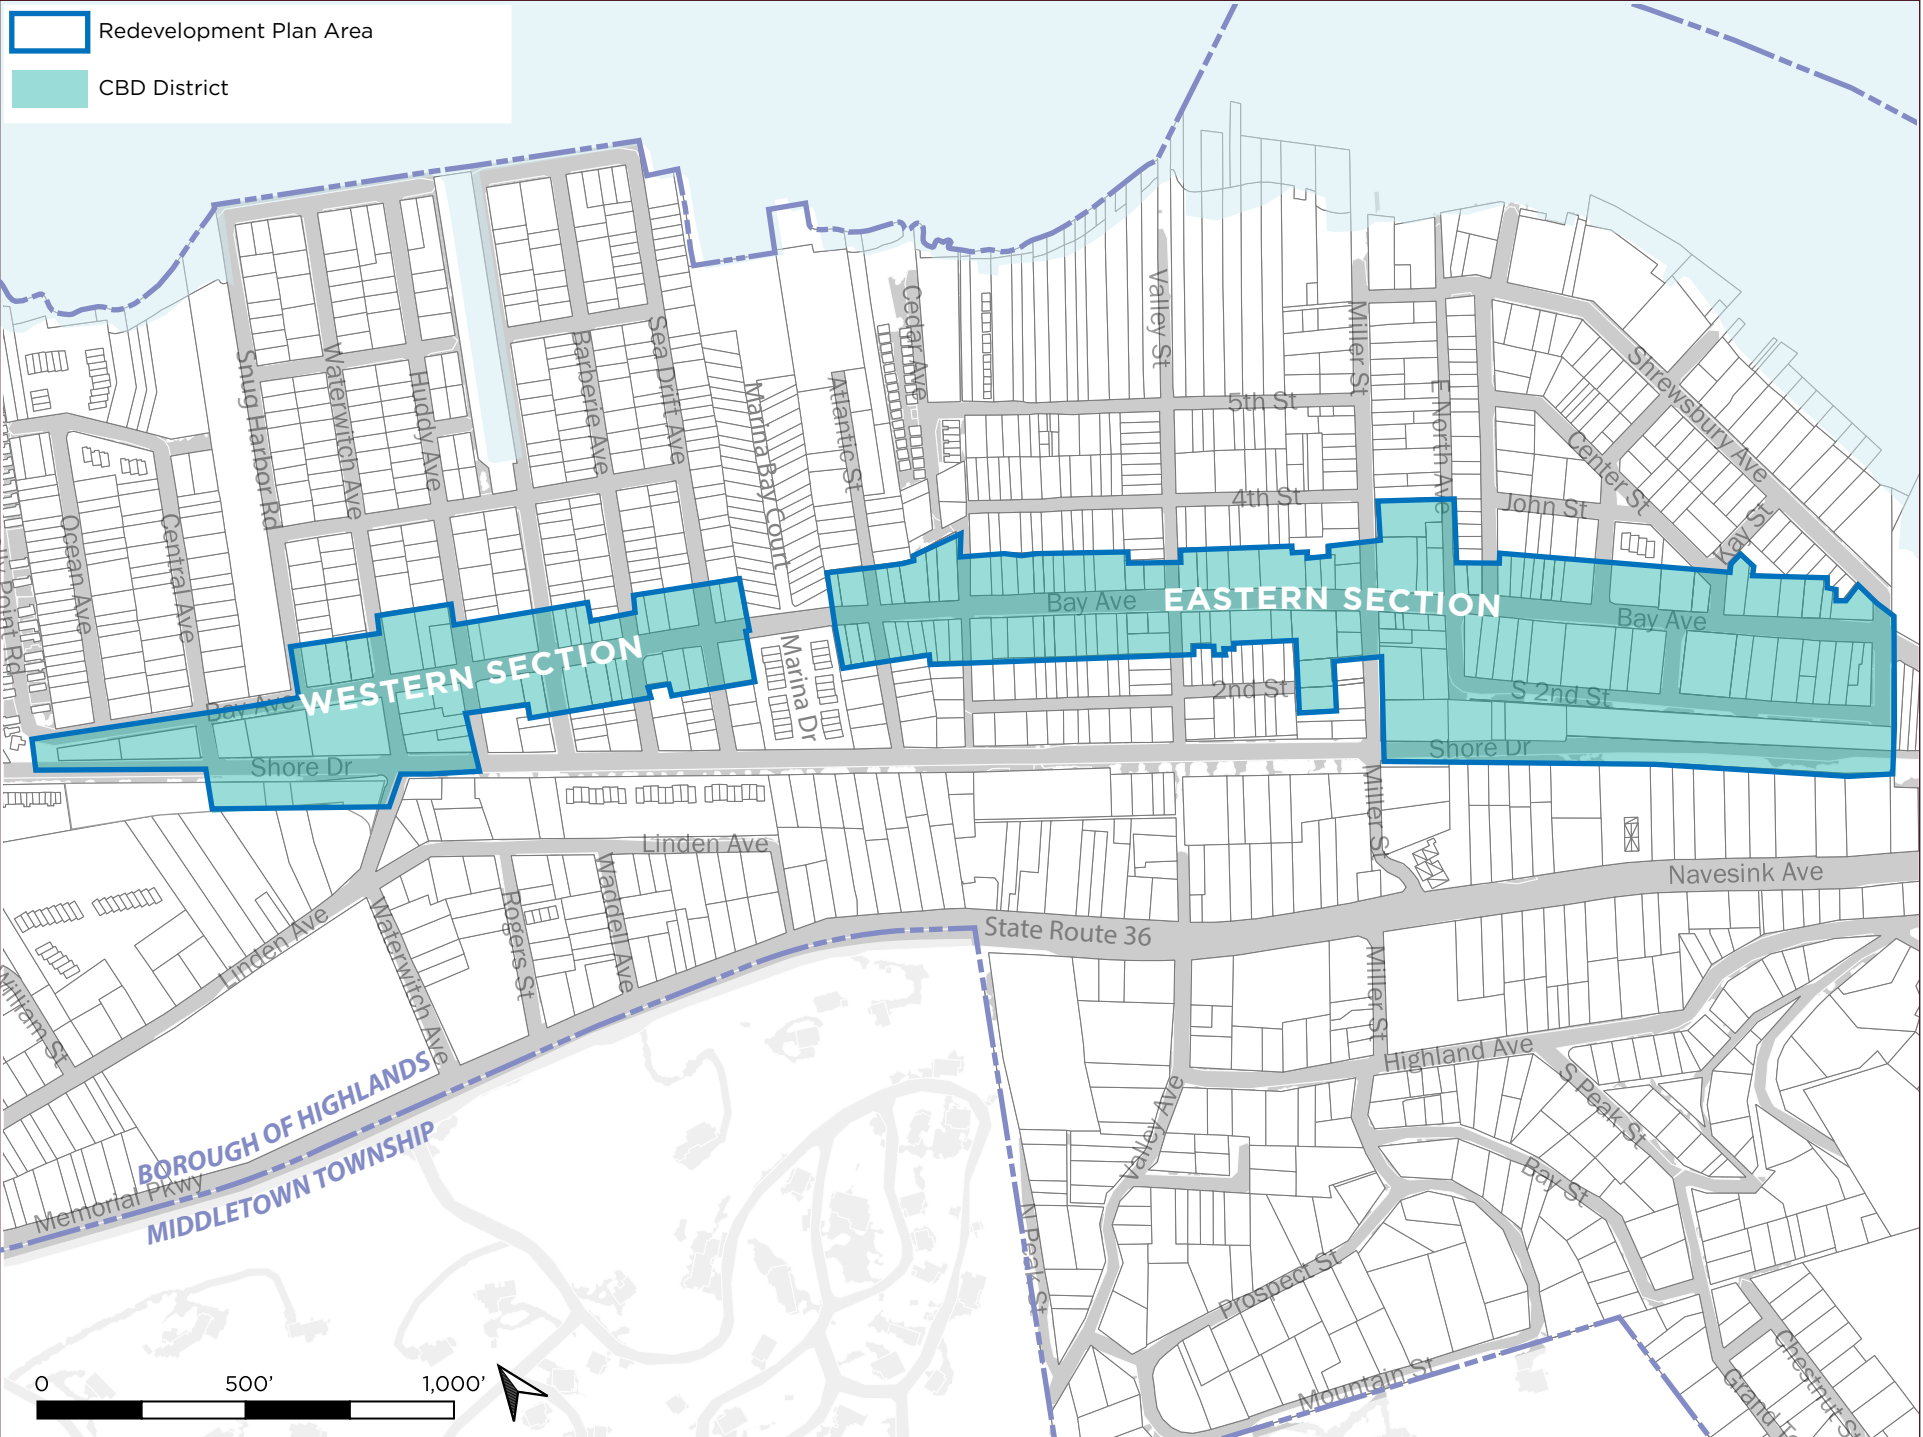 Redevelopment Plan Area
CBD District
Snug Harbor Rd
Waterwitch Ave
Huddy Ave
Barberie Ave
Sea Drift Ave
Marina Bay Court
Atlantic St
Cedar Ave
Valley St
Miller St
E North Ave
5th St
4th St
Shrewsbury Ave
Center St
John St
Kay St
Ocean Ave
Central Ave
Point Rd
Bay Ave
WESTERN SECTION
Shore Dr
Marina Dr
Bay Ave
EASTERN SECTION
Bay Ave
2nd St
S 2nd St
Shore Dr
Linden Ave
Miller St
Navesink Ave
Waddell Ave
Rogers St
Waterwitch Ave
Linden Ave
William St
State Route 36
Miller St
Highland Ave
S Peak St
Bay St
Valley Ave
N Peak St
Prospect St
Mountain St
Chestnut St
Grand
BOROUGH OF HIGHLANDS
Memorial Pkwy
MIDDLETOWN TOWNSHIP
0 500' 1,000'